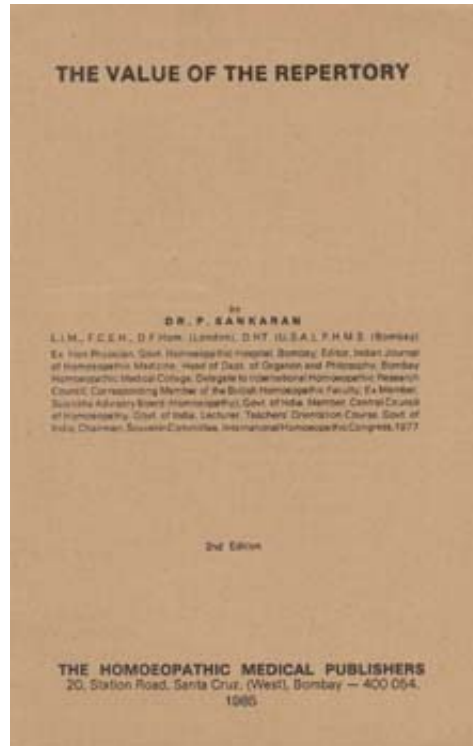 THE VALUE OF THE REPERTORY
by
DR. P. SANKARAN
L.I.M., F.C.E.H., D.F.Hom. (London), D.HT. (U.S.A.), F.H.M.S. (Bombay)
Ex. Hon Physician, Govt. Homoeopathic Hospital, Bombay, Editor, Indian Journal
of Homoeopathic Medicine, Head of Dept. of Organon and Philosophy, Bombay
Homoeopathic Medical College, Delegate to International Homoeopathic Research
Council, Corresponding Member of the British Homoeopathic Faculty, Ex Member,
Advisory Board (Homoeopathy), Govt. of India, Member, Central Council
of Homoeopathy, Govt. of India, Lecturer, Teachers' Orientation Course, Govt. of
India, Chairman, Souvenir Committee, International Homoeopathic Congress, 1977
2nd Edition
THE HOMOEOPATHIC MEDICAL PUBLISHERS
20, Station Road, Santa Cruz, (West), Bombay — 400 054.